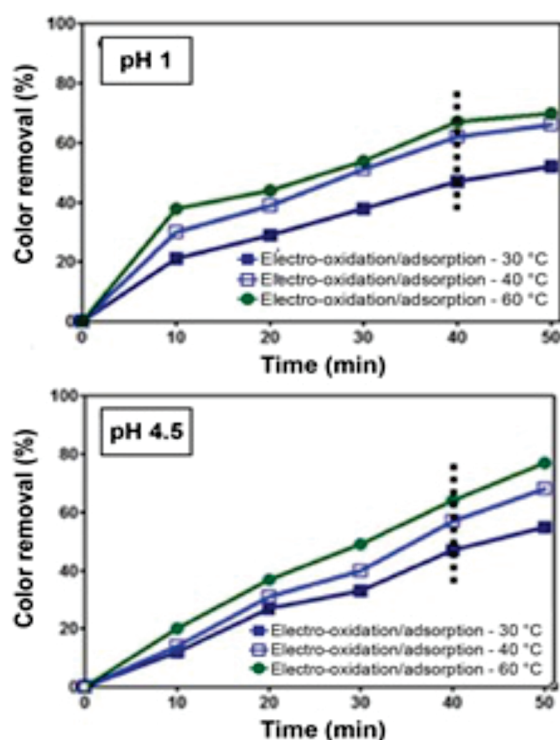 100
pH 1
80
60
40
20
0
Color removal (%)
Electro-oxidation/adsorption - 30 °C
Electro-oxidation/adsorption - 40 °C
Electro-oxidation/adsorption - 60 °C
0 10 20 30 40 50
Time (min)
100
pH 4.5
80
60
40
20
0
Color removal (%)
Electro-oxidation/adsorption - 30 °C
Electro-oxidation/adsorption - 40 °C
Electro-oxidation/adsorption - 60 °C
0 10 20 30 40 50
Time (min)